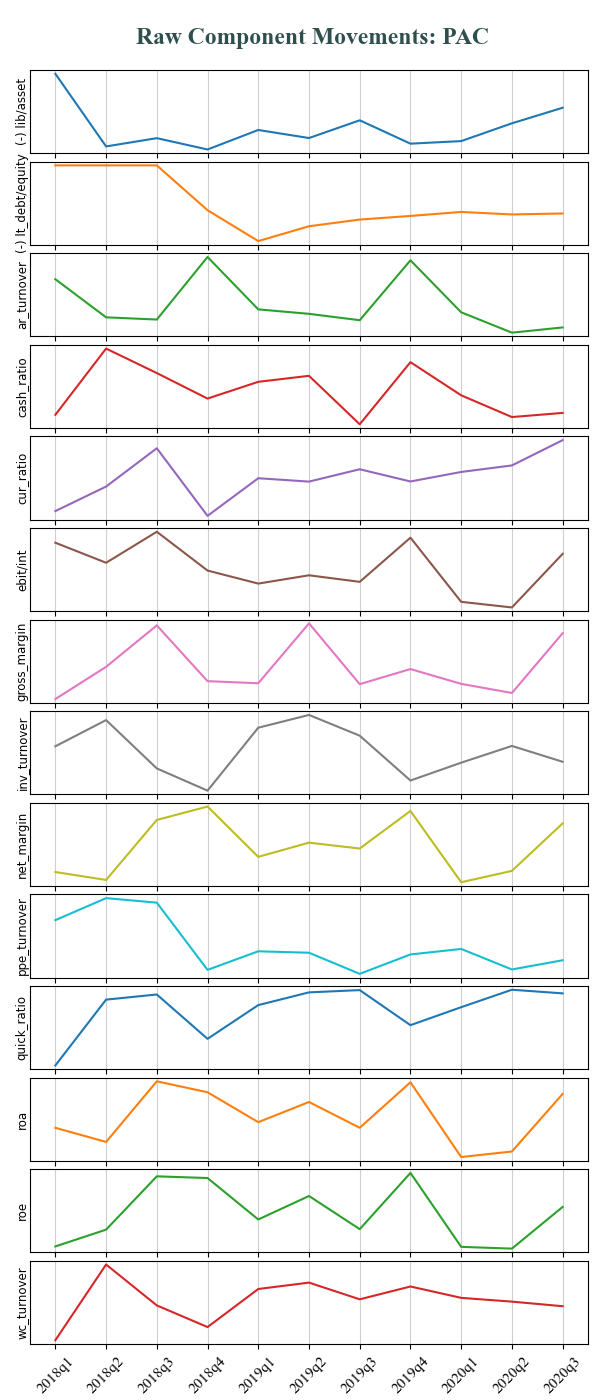 Raw Component Movements: PAC
(-) lib/asset
(-) lt_debt/equity
ar_turnover
cash_ratio
cur_ratio
ebit/int
gross_margin
inv_turnover
net_margin
ppe_turnover
quick_ratio
roa
roe
wc_turnover
2018q1 2018q2 2018q3 2018q4 2019q1 2019q2 2019q3 2019q4 2020q1 2020q2 2020q3